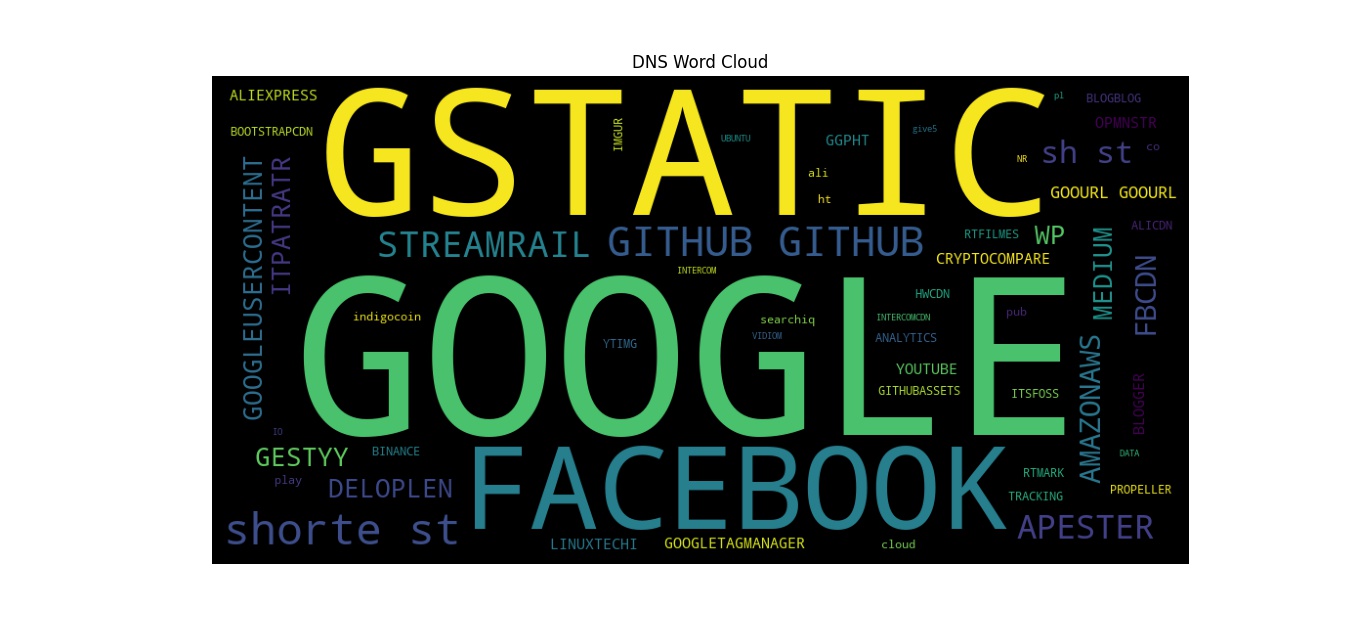 DNS Word Cloud
ALIEXPRESS
GSTATIC
pl
BLOGBLOG
BOOTSTRAPCDN
IMGUR
UBUNTU
GGPHT
give5
OPMNSTR
NR
sh st
co
ali
ht
GOOURL GOOURL
GOOGLEUSERCONTENT
ITPATRATR
STREAMRAIL
GITHUB GITHUB
RTFILMES
WP
ALICDN
CRYPTOCOMPARE
MEDIUM
FBCDN
INTERCOM
GOOGLE
indigocoin
searchiq
HWCDN
INTERCOMCDN
pub
YTIMG
VIDIOM
ANALYTICS
YOUTUBE
GITHUBASSETS
ITSFOSS
AMAZONAWS
BLOGGER
IO
GESTYY
BINANCE
FACEBOOK
DATA
play
DELOPLEN
RTMARK
TRACKING
PROPELLER
shorte st
APESTER
LINUXTECHI
GOOGLETAGMANAGER
cloud